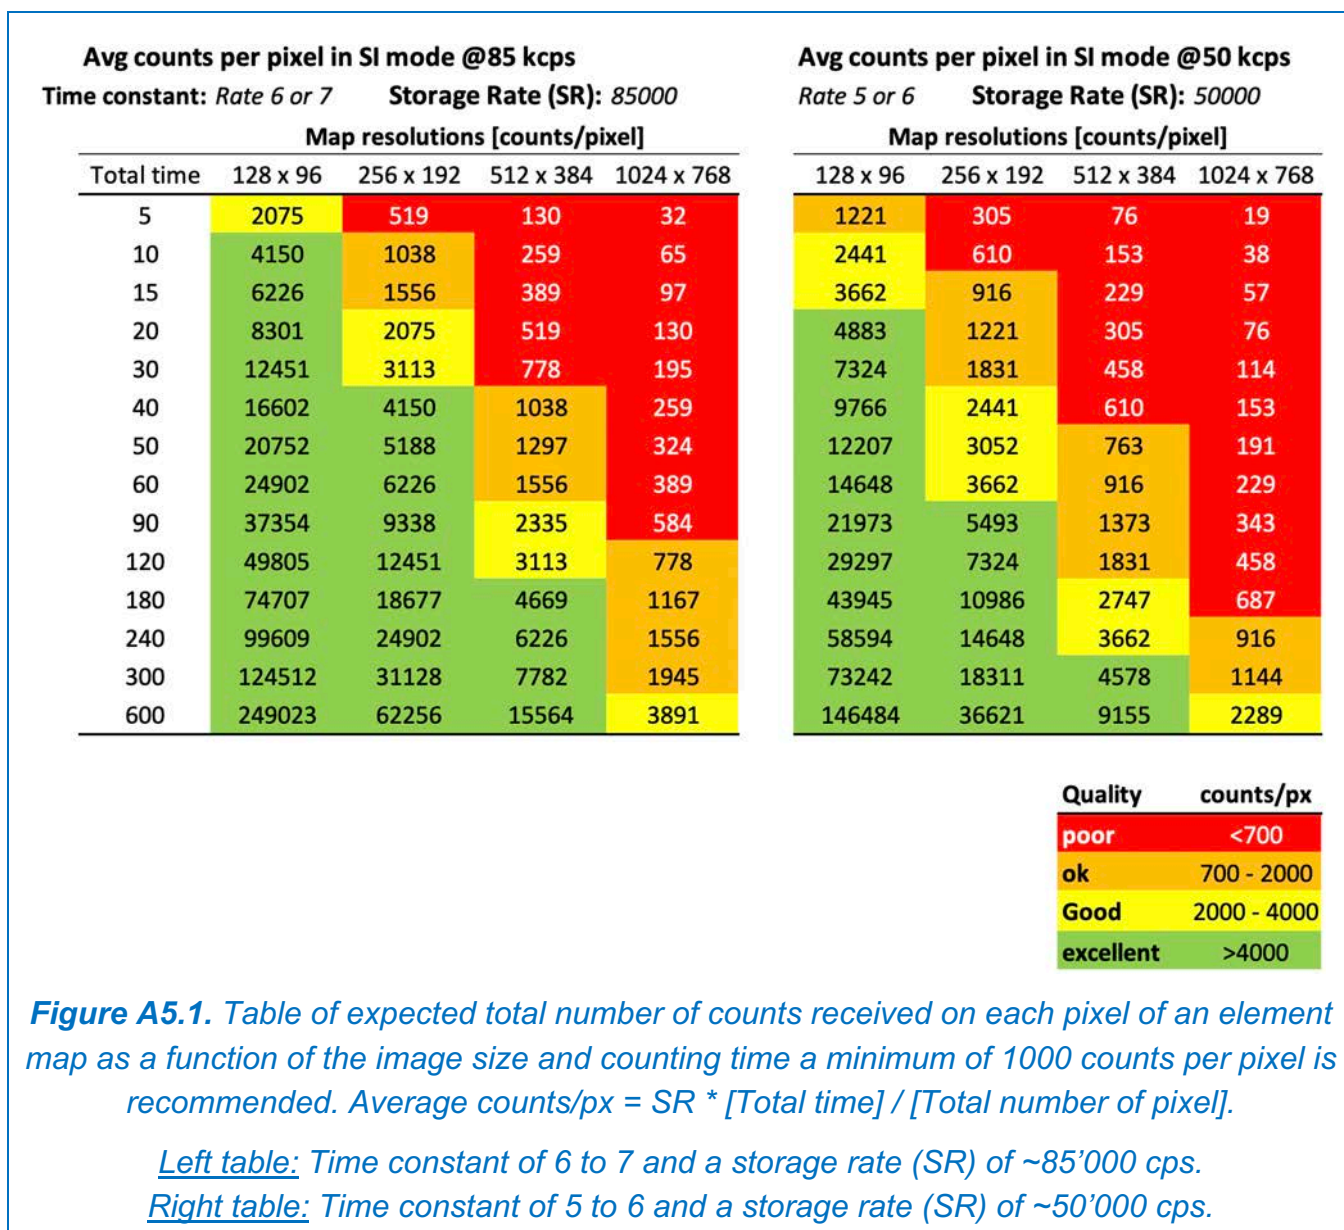 Avg counts per pixel in SI mode @85 kcps
Time constant: Rate 6 or 7 Storage Rate (SR): 85000
Map resolutions [counts/pixel]
Total time 128 x 96 256 x 192 512 x 384 1024 x 768
5 2075 519 130 32
10 4150 1038 259 65
15 6226 1556 389 97
20 8301 2075 519 130
30 12451 3113 778 195
40 16602 4150 1038 259
50 20752 5188 1297 324
60 24902 6226 1556 389
90 37354 9338 2335 584
120 49805 12451 3113 778
180 74707 18677 4669 1167
240 99609 24902 6226 1556
300 124512 31128 7782 1945
600 249023 62256 15564 3891
Avg counts per pixel in SI mode @50 kcps
Rate 5 or 6 Storage Rate (SR): 50000
Map resolutions [counts/pixel]
128 x 96 256 x 192 512 x 384 1024 x 768
1221 305 76 19
2441 610 153 38
3662 916 229 57
4883 1221 305 76
7324 1831 458 114
9766 2441 610 153
12207 3052 763 191
14648 3662 916 229
21973 5493 1373 343
29297 7324 1831 458
43945 10986 2747 687
58594 14648 3662 916
73242 18311 4578 1144
146484 36621 9155 2289
Quality counts/px
poor <700
ok 700 - 2000
Good 2000 - 4000
excellent >4000
Figure A5.1. Table of expected total number of counts received on each pixel of an element
map as a function of the image size and counting time a minimum of 1000 counts per pixel is
recommended. Average counts/px = SR * [Total time] / [Total number of pixel].
Left table: Time constant of 6 to 7 and a storage rate (SR) of ~85’000 cps.
Right table: Time constant of 5 to 6 and a storage rate (SR) of ~50’000 cps.